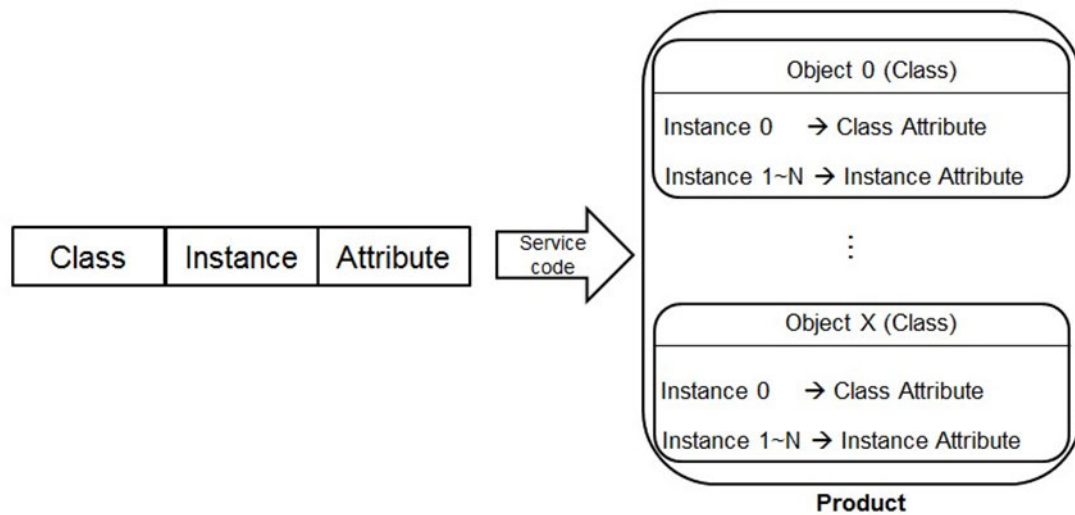 Class Instance Attribute
Service
code
Object 0 (Class)
Instance 0 → Class Attribute
Instance 1~N → Instance Attribute
⋮
Object X (Class)
Instance 0 → Class Attribute
Instance 1~N → Instance Attribute
Product